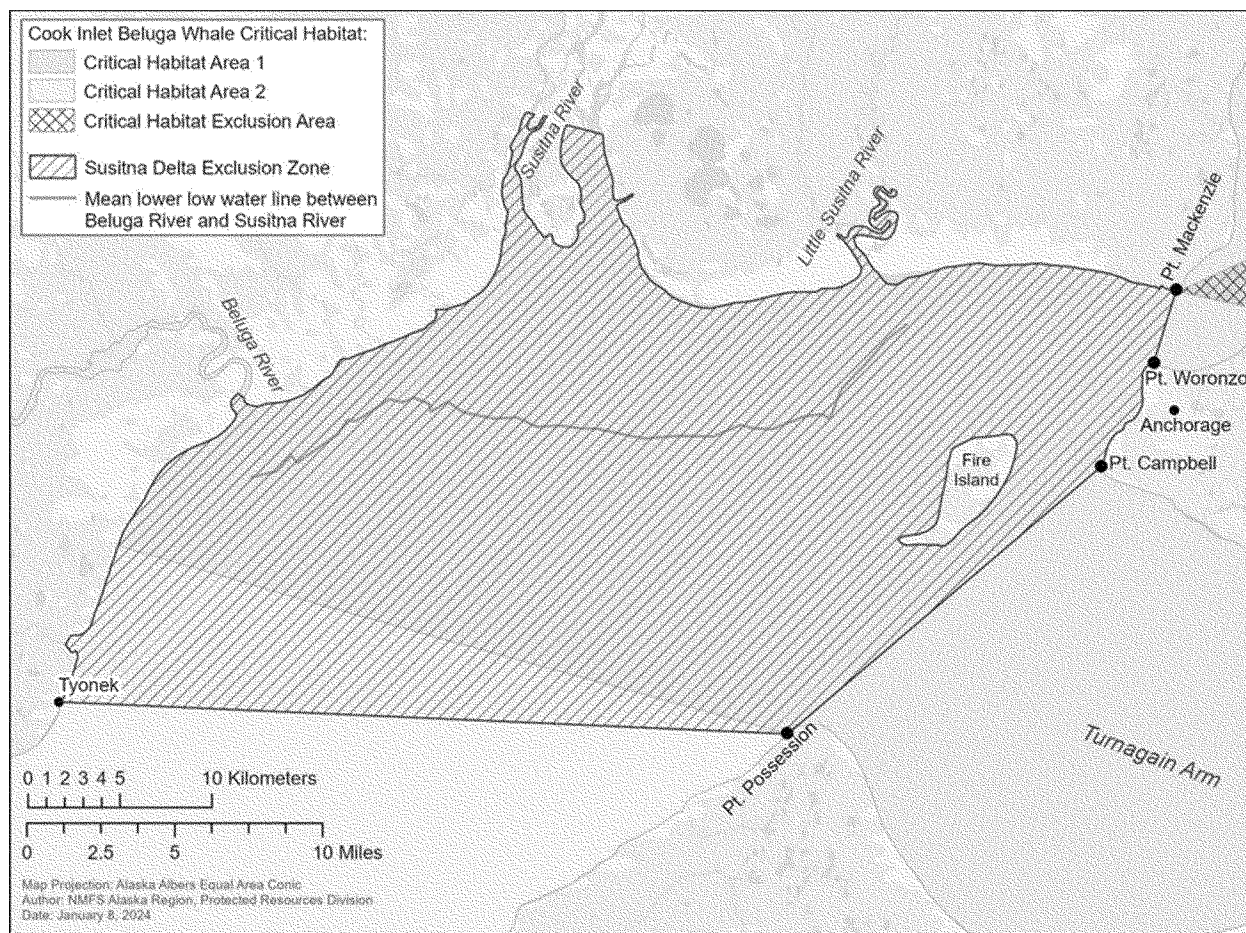 Cook Inlet Beluga Whale Critical Habitat:
Critical Habitat Area 1
Critical Habitat Area 2
Critical Habitat Exclusion Area
Susitna Delta Exclusion Zone
Mean lower low water line between
Beluga River and Susitna River
Susitna River
Little Susitna River
Pt. Mackenzie
Beluga River
Pt. Woronzo
Anchorage
Pt. Campbell
Fire
Island
Tyonek
Pt. Possession
Turnagain Arm
0 1 2 3 4 5 10 Kilometers
0 2.5 5 10 Miles
Map Projection: Alaska Albers Equal Area Conic
Author: NMFS Alaska Region, Protected Resources Division
Date: January 8, 2024